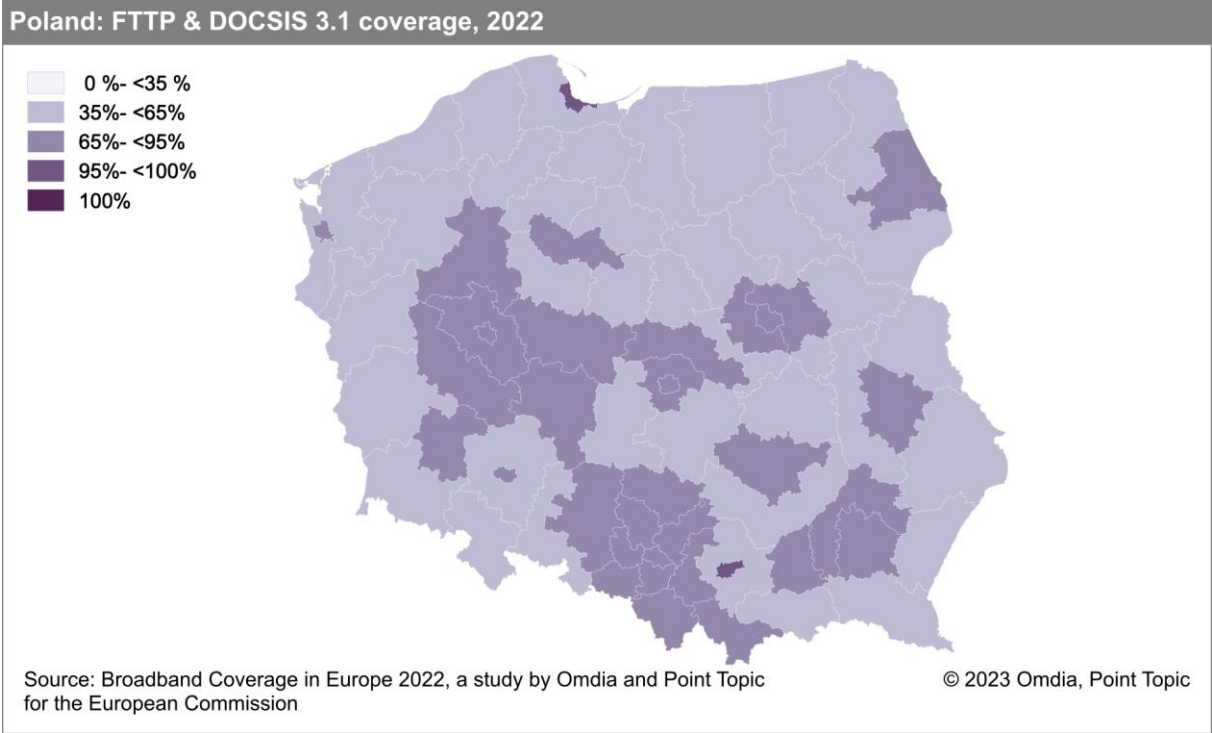 Poland: FTTP & DOCSIS 3.1 coverage, 2022
0 %- <35 %
35%- <65%
65%- <95%
95%- <100%
100%
Source: Broadband Coverage in Europe 2022, a study by Omdia and Point Topic
for the European Commission
© 2023 Omdia, Point Topic